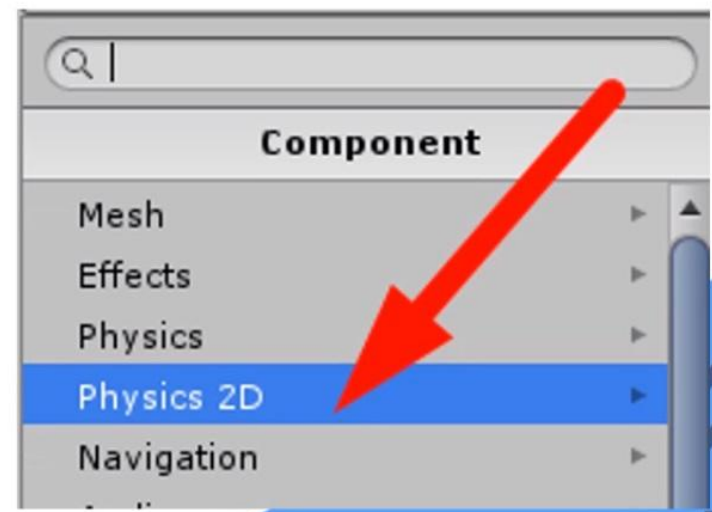 Component
Mesh
Effects
Physics
Physics 2D
Navigation